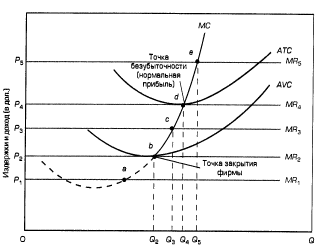 Издержки и доход (в дол.)
MC
e
ATC
Точка
безубыточности
(нормальная
прибыль)
P5
MR5
AVC
d
P4
MR4
c
P3
MR3
b
P2
MR2
Точка закрытия
фирмы
a
P1
MR1
O
Q2
Q3
Q4
Q5
Q